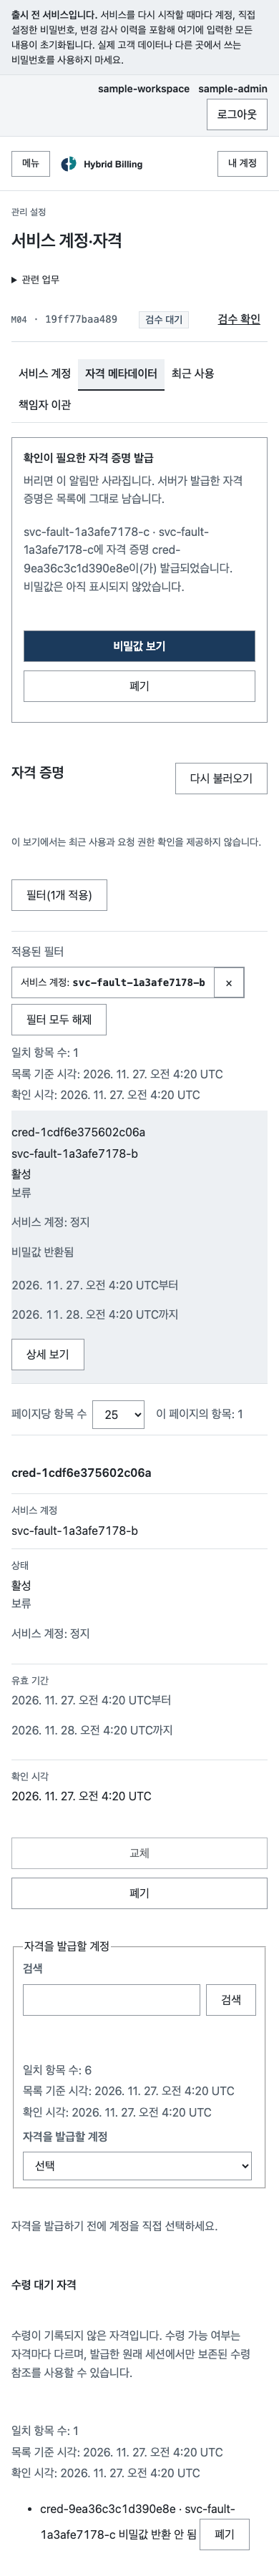 출시 전 서비스입니다. 서비스를 다시 시작할 때마다 계정, 직접
설정한 비밀번호, 변경 감사 이력을 포함해 여기에 입력한 모든
내용이 초기화됩니다. 실제 고객 데이터나 다른 곳에서 쓰는
비밀번호를 사용하지 마세요.
sample-workspace sample-admin
로그아웃
메뉴
Hybrid Billing
내 계정
관리 설정
서비스 계정·자격
▶ 관련 업무
M04 · 19ff77baa489
검수 대기
검수 확인
서비스 계정
자격 메타데이터
최근 사용
책임자 이관
확인이 필요한 자격 증명 발급
버리면 이 알림만 사라집니다. 서버가 발급한 자격
증명은 목록에 그대로 남습니다.
svc-fault-1a3afe7178-c · svc-fault-
1a3afe7178-c에 자격 증명 cred-
9ea36c3c1d390e8e이(가) 발급되었습니다.
비밀값은 아직 표시되지 않았습니다.
비밀값 보기
폐기
자격 증명
다시 불러오기
이 보기에서는 최근 사용과 요청 권한 확인을 제공하지 않습니다.
필터(1개 적용)
적용된 필터
서비스 계정: svc-fault-1a3afe7178-b ×
필터 모두 해제
일치 항목 수: 1
목록 기준 시각: 2026. 11. 27. 오전 4:20 UTC
확인 시각: 2026. 11. 27. 오전 4:20 UTC
cred-1cdf6e375602c06a
svc-fault-1a3afe7178-b
활성
보류
서비스 계정: 정지
비밀값 반환됨
2026. 11. 27. 오전 4:20 UTC부터
2026. 11. 28. 오전 4:20 UTC까지
상세 보기
페이지당 항목 수 25 이 페이지의 항목: 1
cred-1cdf6e375602c06a
서비스 계정
svc-fault-1a3afe7178-b
상태
활성
보류
서비스 계정: 정지
유효 기간
2026. 11. 27. 오전 4:20 UTC부터
2026. 11. 28. 오전 4:20 UTC까지
확인 시각
2026. 11. 27. 오전 4:20 UTC
교체
폐기
자격을 발급할 계정
검색
검색
일치 항목 수: 6
목록 기준 시각: 2026. 11. 27. 오전 4:20 UTC
확인 시각: 2026. 11. 27. 오전 4:20 UTC
자격을 발급할 계정
선택
자격을 발급하기 전에 계정을 직접 선택하세요.
수령 대기 자격
수령이 기록되지 않은 자격입니다. 수령 가능 여부는
자격마다 다르며, 발급한 원래 세션에서만 보존된 수령
참조를 사용할 수 있습니다.
일치 항목 수: 1
목록 기준 시각: 2026. 11. 27. 오전 4:20 UTC
확인 시각: 2026. 11. 27. 오전 4:20 UTC
• cred-9ea36c3c1d390e8e · svc-fault-
1a3afe7178-c 비밀값 반환 안 됨 폐기